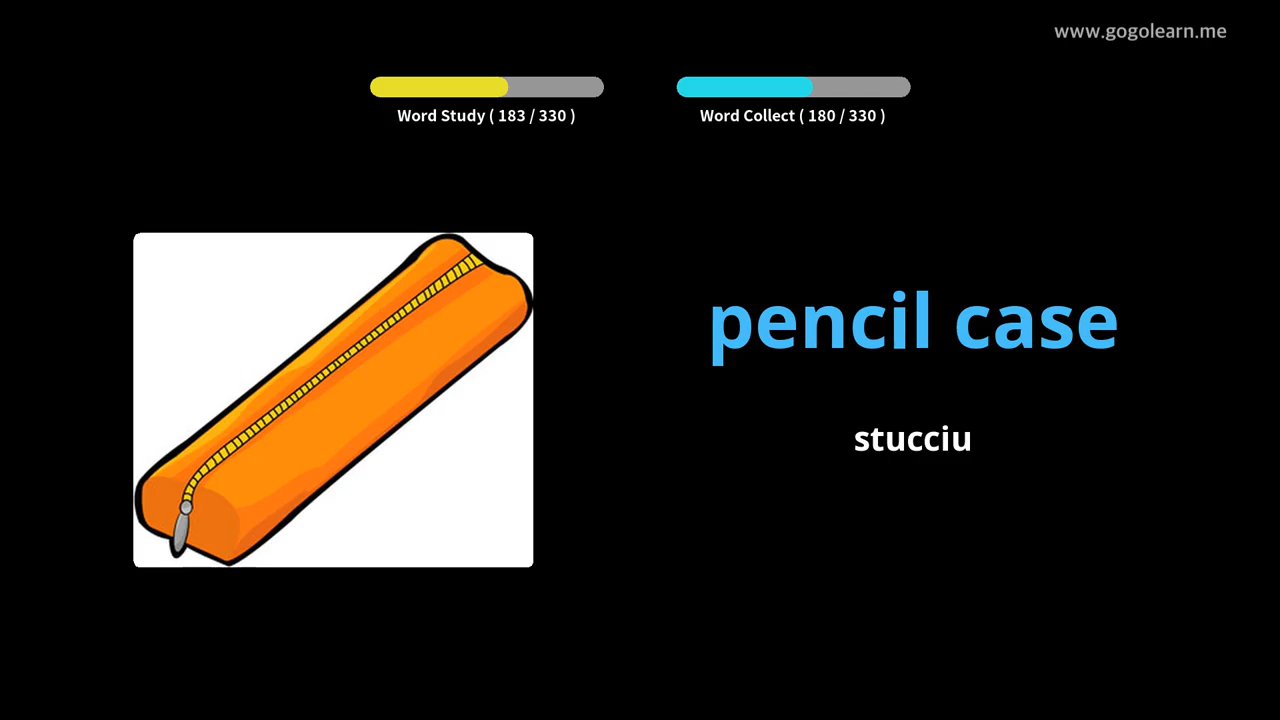 www.gogolearn.me
Word Study ( 183 / 330 )
Word Collect ( 180 / 330 )
pencil case
stucciu